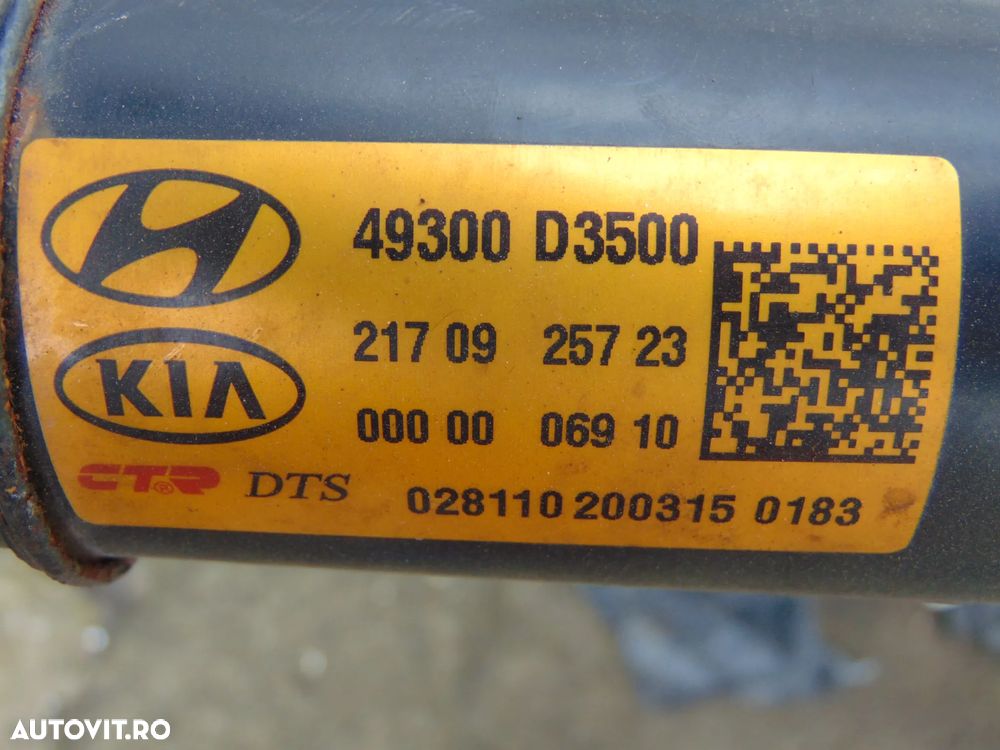 49300 D3500
217 09 257 23
000 00 069 10
KIA
CTR® DTS 028110 200315 0183
AUTOVIT.RO